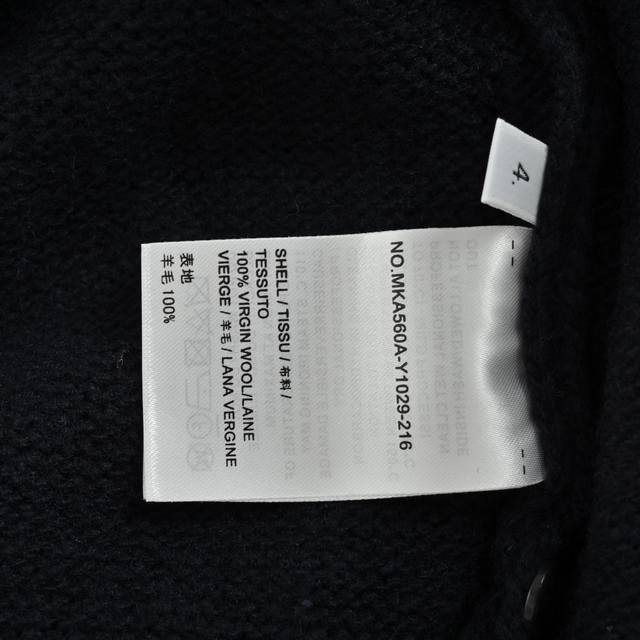 4.
NO.MKA560A-Y1029-216
SHELL / TISSU / 布料 /
TESSUTO
100% VIRGIN WOOL/LAINE
VIERGE / 羊毛 / LANA VERGINE
表地
羊毛 100%